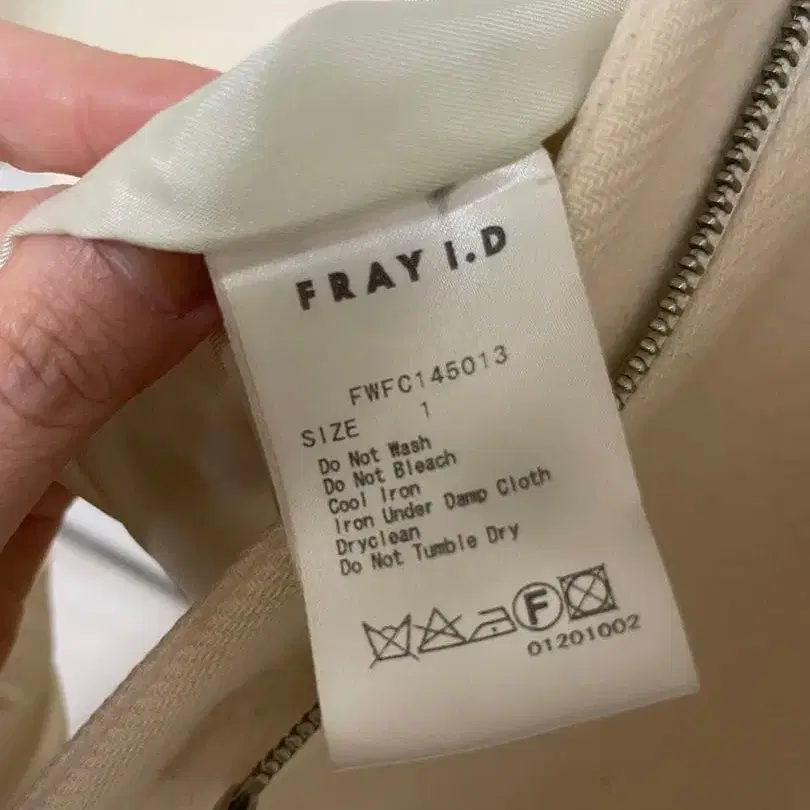 FRAY I.D
FWFC145013
SIZE 1
Do Not Wash
Do Not Bleach
Cool Iron
Iron Under Damp Cloth
Dryclean
Do Not Tumble Dry
F
01201002